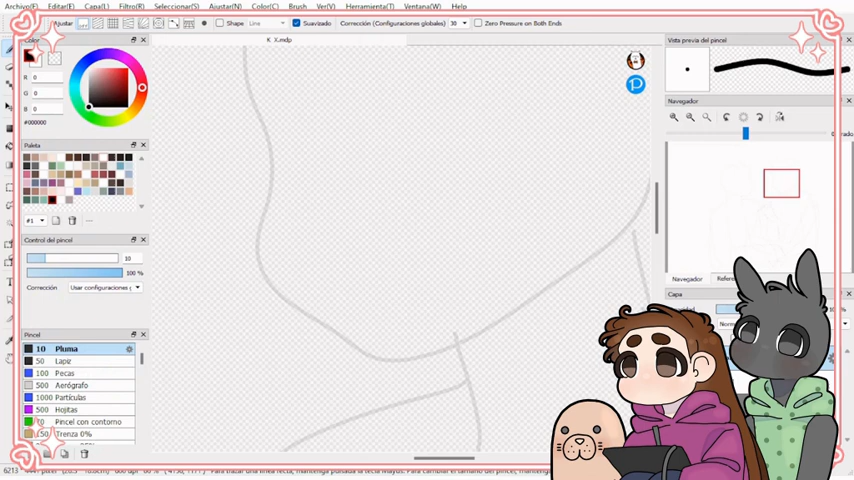 Archivo(F) Editar(E) Capa(L) Filtro(R) Seleccionar(S) Ajustar(N) Color(C) Brush Ver(V) Herramienta(T) Ventana(W) Help
Ajustar Shape Line Suavizado Corrección (Configuraciones globales) 30 Zero Pressure on Both Ends
Color
K X.mdp
Vista previa del pincel
R 0
G 0
B 0
#000000
Navegador
Paleta
#1
Control del pincel
10
100 %
Corrección Usar configuraciones g
Navegador
Capa
Pincel
10 Pluma
50 Lapiz
100 Pecas
500 Aerógrafo
1000 Partículas
500 Hojitas
Pincel con contorno
Trenza 0%